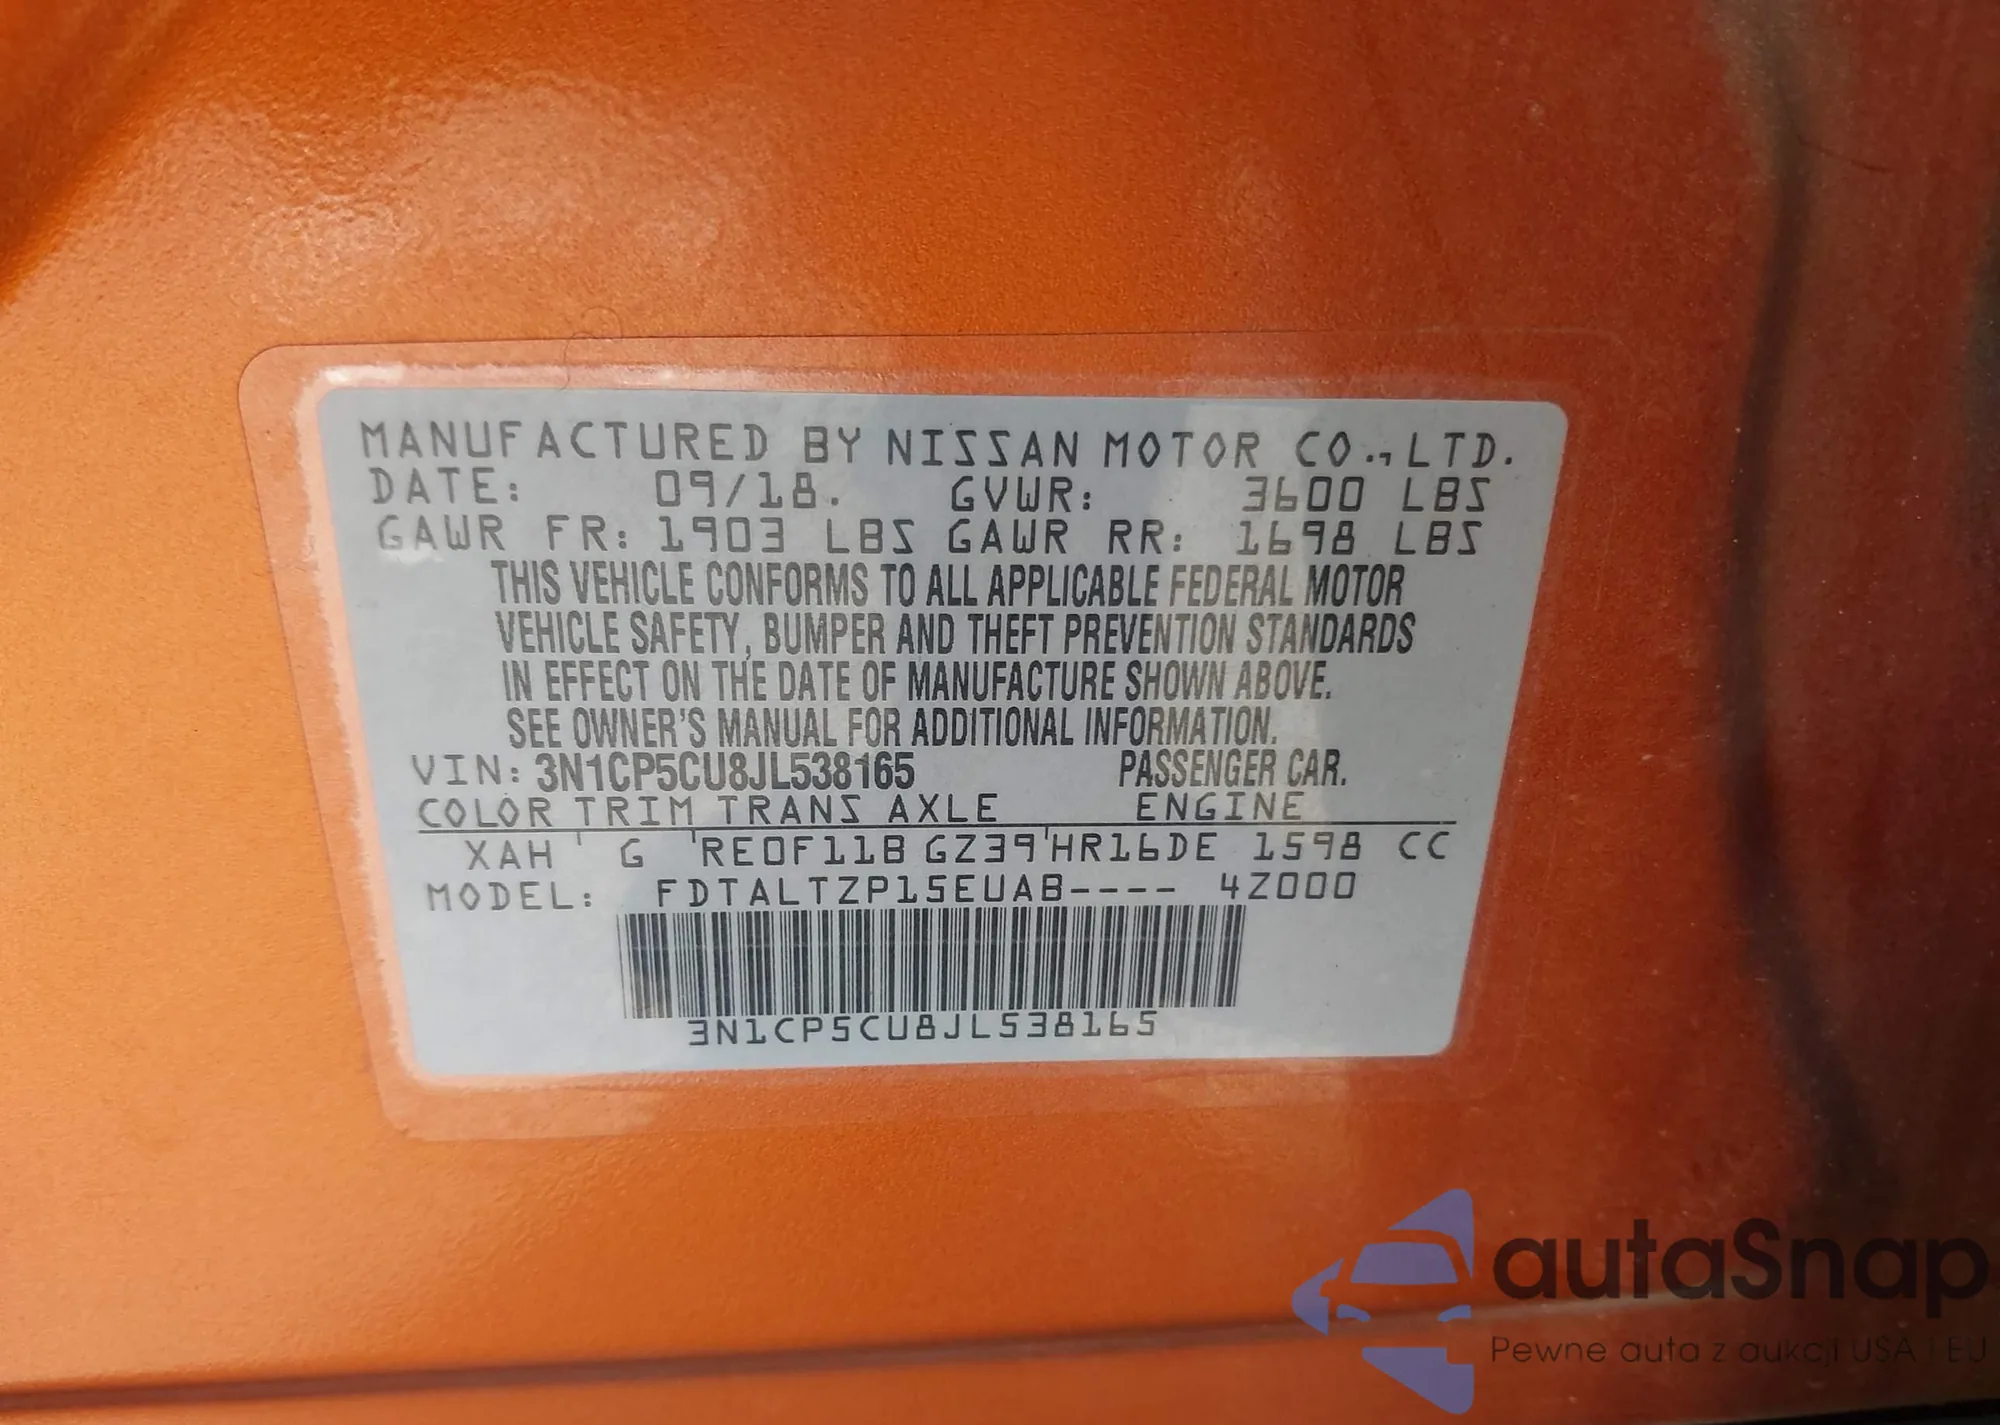 MANUFACTURED BY NISSAN MOTOR CO., LTD.
DATE: 09/18. GVWR: 3600 LBS
GAWR FR: 1903 LBS GAWR RR: 1698 LBS
THIS VEHICLE CONFORMS TO ALL APPLICABLE FEDERAL MOTOR
VEHICLE SAFETY, BUMPER AND THEFT PREVENTION STANDARDS
IN EFFECT ON THE DATE OF MANUFACTURE SHOWN ABOVE.
SEE OWNER'S MANUAL FOR ADDITIONAL INFORMATION.
VIN: 3N1CP5CU8JL538165 PASSENGER CAR.
COLOR TRIM TRANS AXLE ENGINE
XAH G RE0F11B GZ39 HR16DE 1598 CC
MODEL: FDTALTZP15EUAB---- 4Z000
3N1CP5CU8JL538165
autaSnap
Pewne auta z aukcji USA i EU